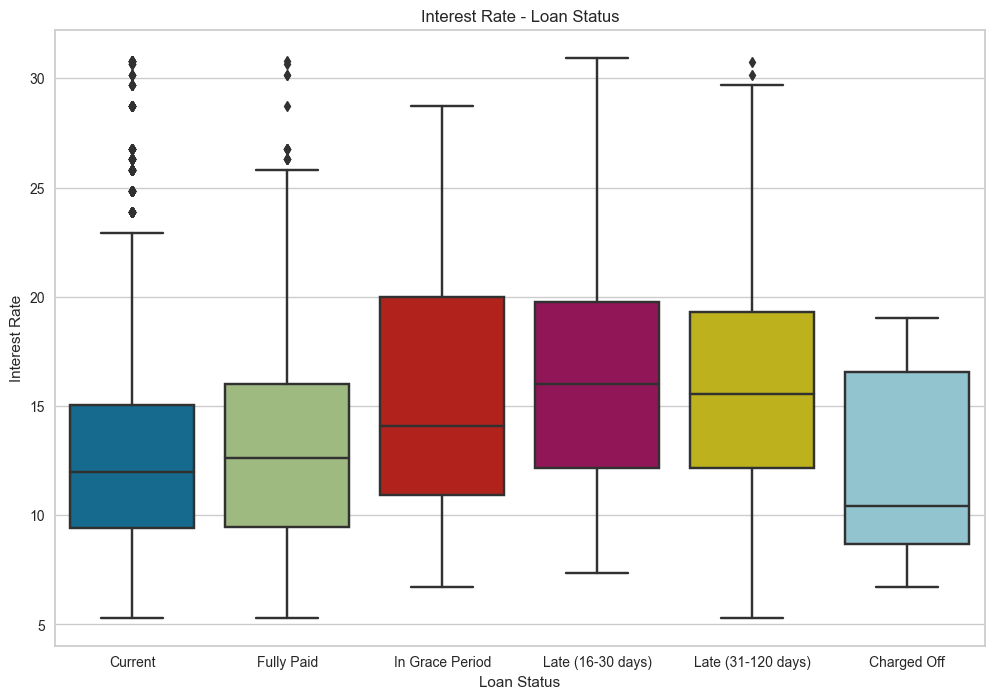 Interest Rate - Loan Status
Interest Rate
30
25
20
15
10
5
Current
Fully Paid
In Grace Period
Late (16-30 days)
Late (31-120 days)
Charged Off
Loan Status